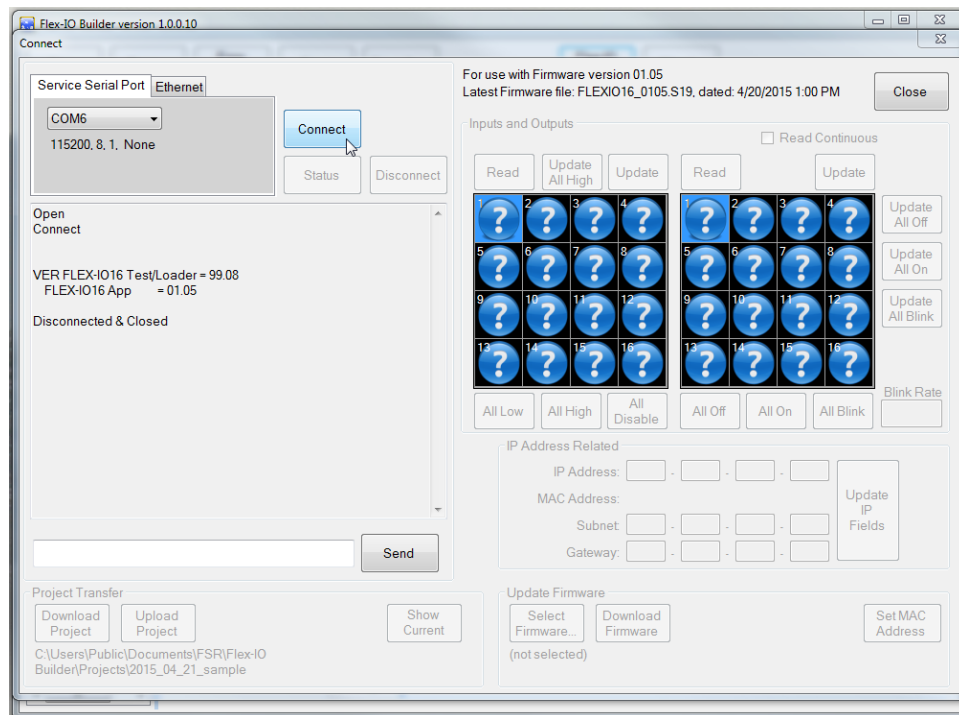 Flex-IO Builder version 1.0.0.10
Connect
Service Serial Port Ethernet
COM6
115200, 8, 1, None
Connect
Status Disconnect
Open
Connect
VER FLEX-IO16 Test/Loader = 99.08
FLEX-IO16 App = 01.05
Disconnected & Closed
Send
For use with Firmware version 01.05
Latest Firmware file: FLEXIO16_0105.S19, dated: 4/20/2015 1:00 PM
Close
Inputs and Outputs
Read Continuous
Read
Update
All High
Update
Read
Update
1 2 3 4
5 6 7 8
9 10 11 12
13 14 15 16
1 2 3 4
5 6 7 8
9 10 11 12
13 14 15 16
Update
All Off
Update
All On
Update
All Blink
Blink Rate
All Low All High
All
Disable
All Off All On All Blink
IP Address Related
IP Address: - - -
MAC Address:
Subnet: - - -
Gateway: - - -
Update
IP
Fields
Project Transfer
Download
Project
Upload
Project
Show
Current
C:\Users\Public\Documents\FSR\Flex-IO
Builder\Projects\2015_04_21_sample
Update Firmware
Select
Firmware...
Download
Firmware
Set MAC
Address
(not selected)